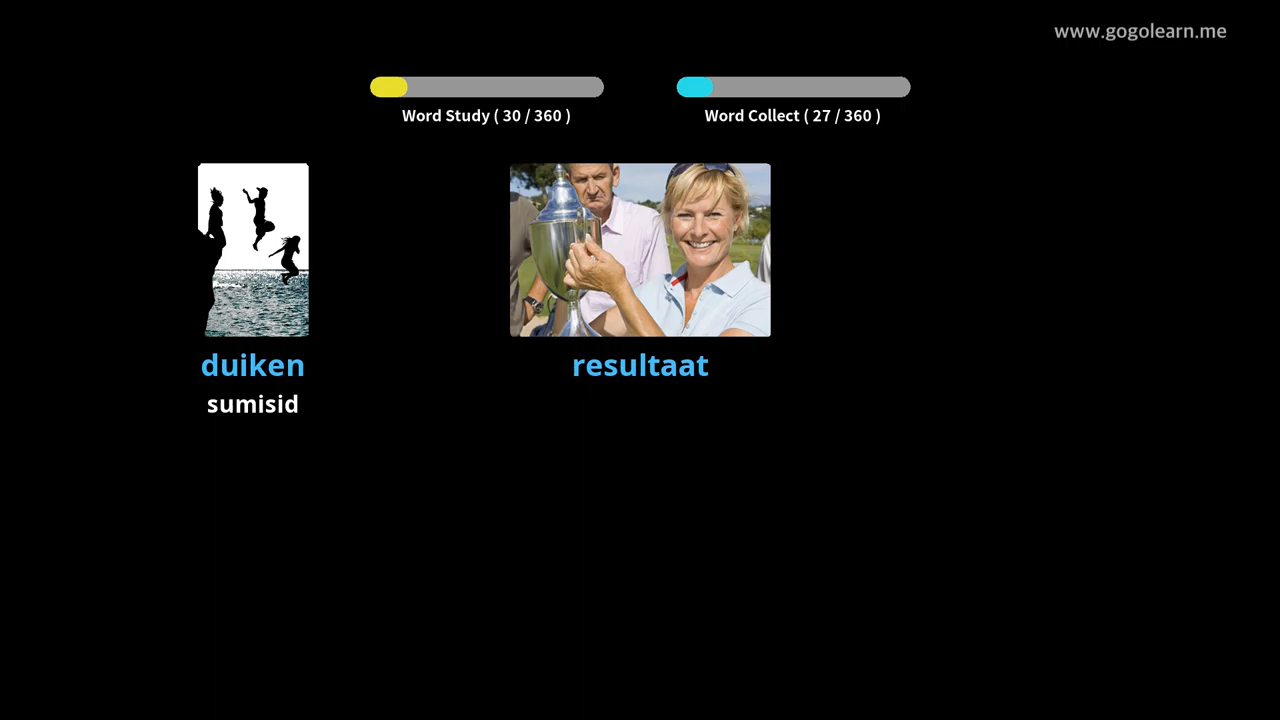 www.gogolearn.me
Word Study ( 30 / 360 )
Word Collect ( 27 / 360 )
duiken
sumisid
resultaat